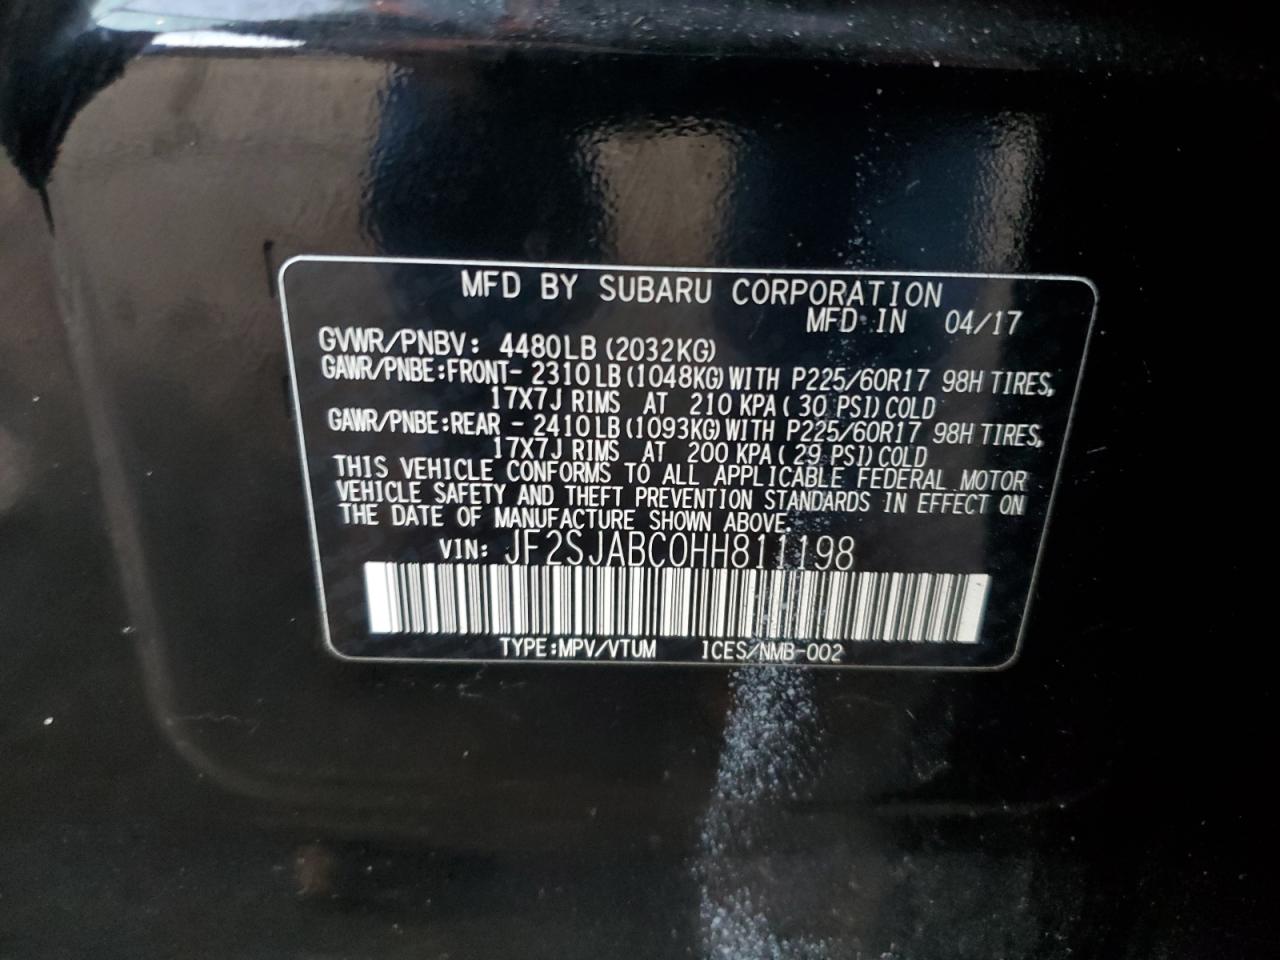 MFD BY SUBARU CORPORATION
MFD IN 04/17
GVWR/PNBV: 4480LB (2032KG)
GAWR/PNBE:FRONT- 2310LB(1048KG)WITH P225/60R17 98H TIRES,
17X7J RIMS AT 210 KPA( 30 PSI)COLD
GAWR/PNBE:REAR - 2410LB(1093KG)WITH P225/60R17 98H TIRES,
17X7J RIMS AT 200 KPA( 29 PSI)COLD
THIS VEHICLE CONFORMS TO ALL APPLICABLE FEDERAL MOTOR
VEHICLE SAFETY AND THEFT PREVENTION STANDARDS IN EFFECT ON
THE DATE OF MANUFACTURE SHOWN ABOVE.
VIN: JF2SJABC0HH811198
TYPE:MPV/VTUM ICES/NMB-002